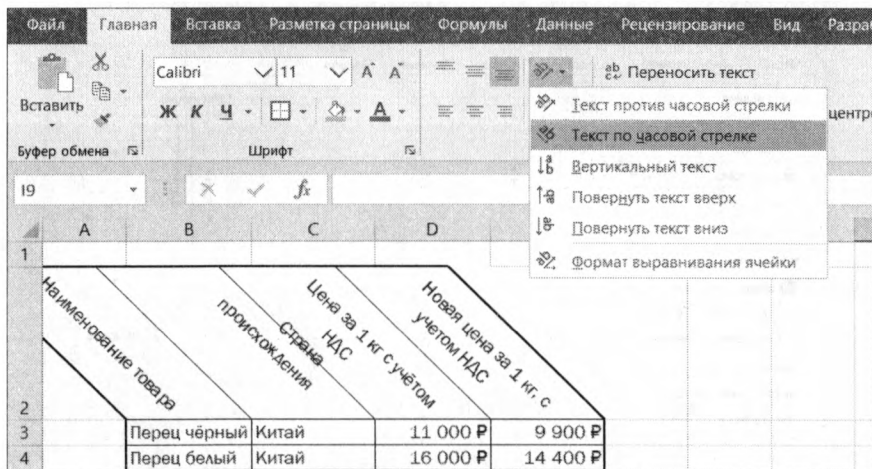 Файл Главная Вставка Разметка страницы Формулы Данные Рецензирование Вид Разраб
Вставить
Calibri 11 А А
Ж К Ч
ab Переносить текст
центре
Буфер обмена Шрифт
Текст против часовой стрелки
Текст по часовой стрелке
Вертикальный текст
Повернуть текст вверх
Повернуть текст вниз
Формат выравнивания ячейки
I9 fx
A B C D
1
2
Наименование товара
Страна
происхождения
Цена за 1 кг с учётом
НДС
Новая цена за 1 кг, с
учетом НДС
3 Перец чёрный Китай 11 000 ₽ 9 900 ₽
4 Перец белый Китай 16 000 ₽ 14 400 ₽